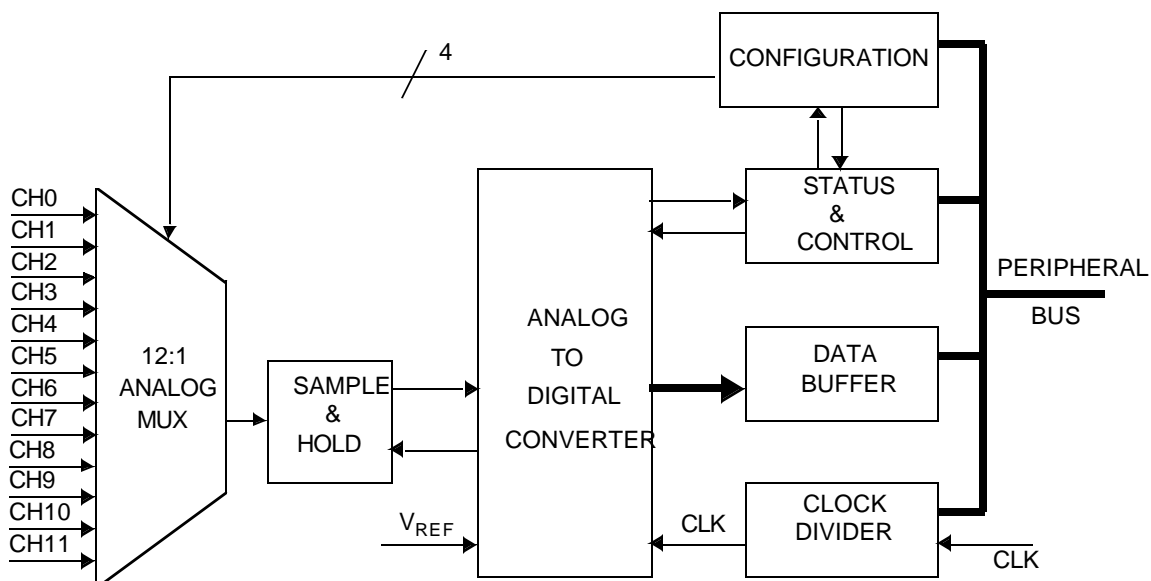 4
CONFIGURATION
CH0
CH1
CH2
CH3
CH4
CH5
CH6
CH7
CH8
CH9
CH10
CH11
12:1
ANALOG
MUX
SAMPLE
&
HOLD
VREF
ANALOG
TO
DIGITAL
CONVERTER
STATUS
&
CONTROL
DATA
BUFFER
CLK
CLOCK
DIVIDER
CLK
PERIPHERAL
BUS